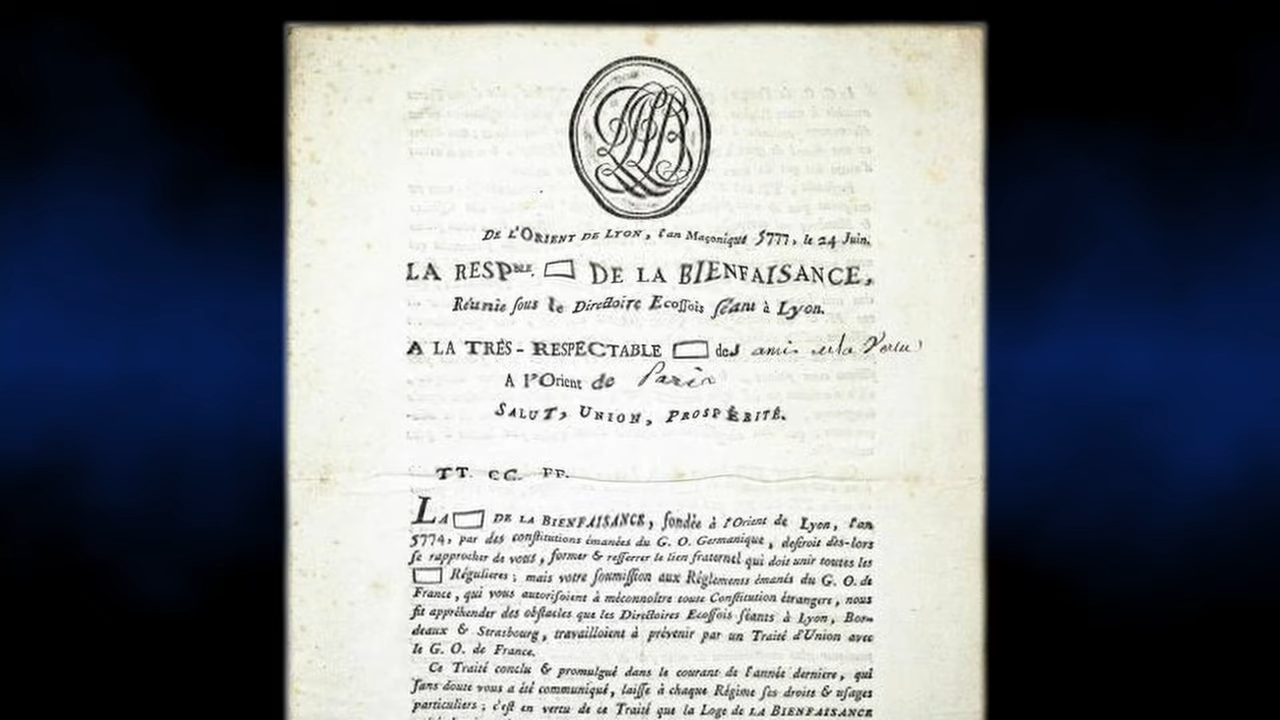 DE L'ORIENT DE LYON, l'an Maçonique 5777, le 24 Juin.
LA RESPBLE. ▭ DE LA BIENFAISANCE,
Réunie ſous le Directoire Ecoſſois ſéant à Lyon.
A LA TRÉS-RESPECTABLE ▭ des amis de la Vertu
A l'Orient de Paris
SALUT, UNION, PROSPÉRITÉ.
TT. CC. FF.
LA ▭ DE LA BIENFAISANCE, fondée à l'Orient de Lyon, l'an
5774, par des conſtitutions émanées du G. O. Germanique, deſiroit dès-lors
ſe rapprocher de vous, former & reſſerrer le lien fraternel qui doit unir toutes les
▭ Régulieres; mais votre ſoumiſſion aux Réglements émanés du G. O. de
France, qui vous autoriſoient à méconnoître toute Conſtitution étrangere, nous
fit appréhender des obſtacles que les Directoires Ecoſſois ſéants à Lyon, Bor-
deaux & Strasbourg, travailloient à prévenir par un Traité d'Union avec
le G. O. de France.
Ce Traité conclu & promulgué dans le courant de l'année derniere, qui
ſans doute vous a été communiqué, laiſſe à chaque Régime ſes droits & uſages
particuliers; c'eſt en vertu de ce Traité que la Loge de LA BIENFAISANCE